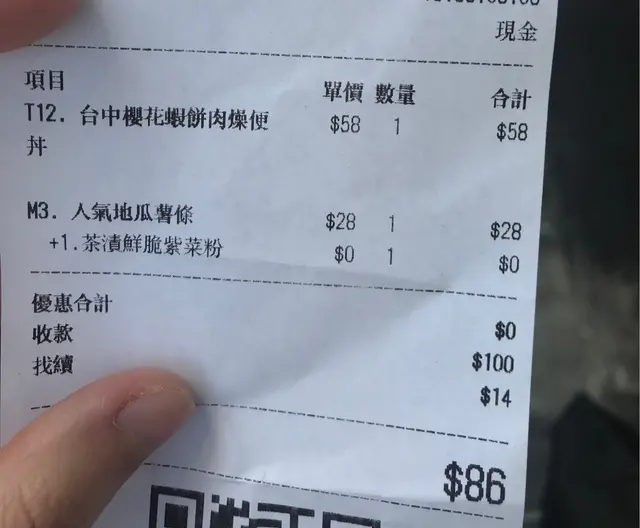 現金
項目 單價 數量 合計
T12. 台中櫻花蝦餅肉燥便 $58 1 $58
丼
M3. 人氣地瓜薯條 $28 1 $28
+1.茶漬鮮脆紫菜粉 $0 1 $0
優惠合計 $0
收款 $100
找續 $14
$86